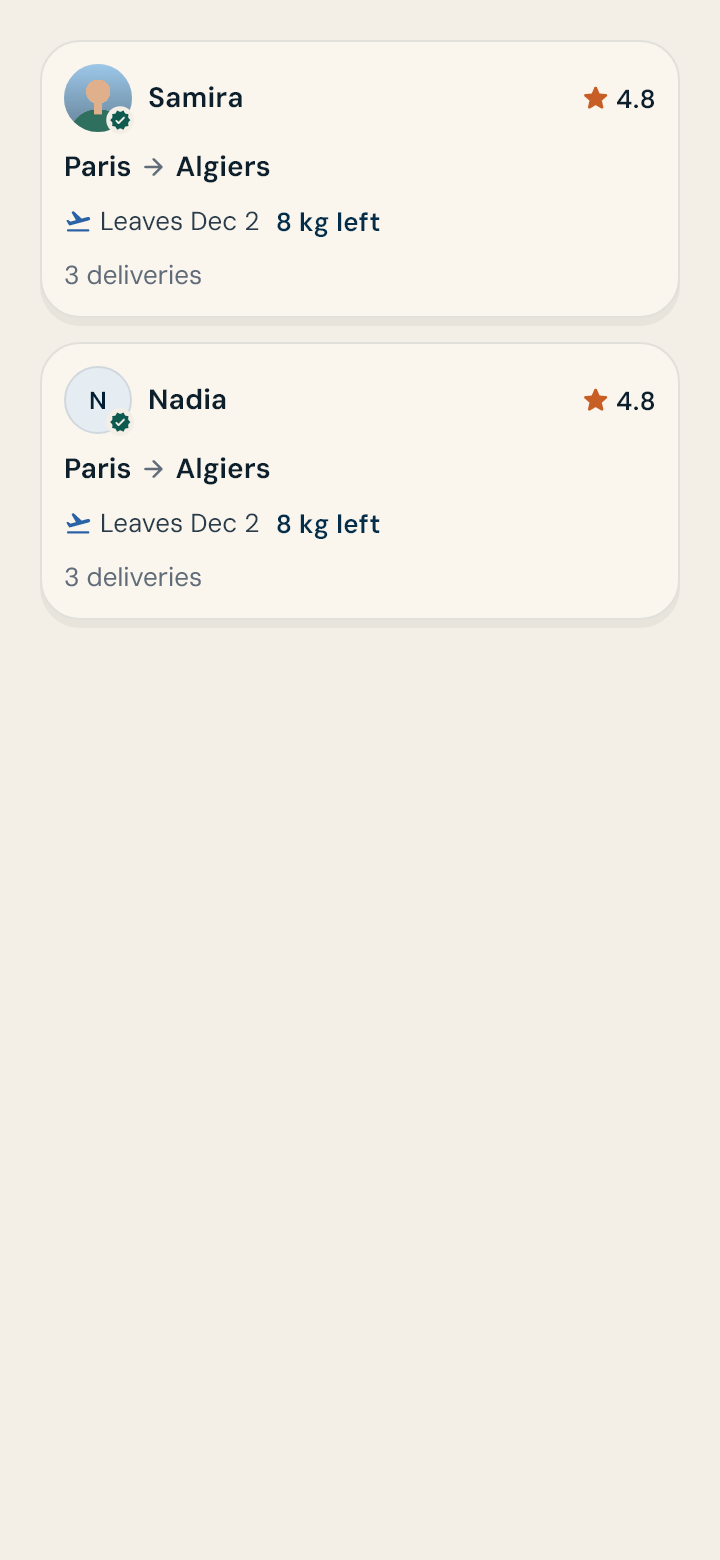 Samira 4.8
Paris → Algiers
Leaves Dec 2 8 kg left
3 deliveries
N Nadia 4.8
Paris → Algiers
Leaves Dec 2 8 kg left
3 deliveries